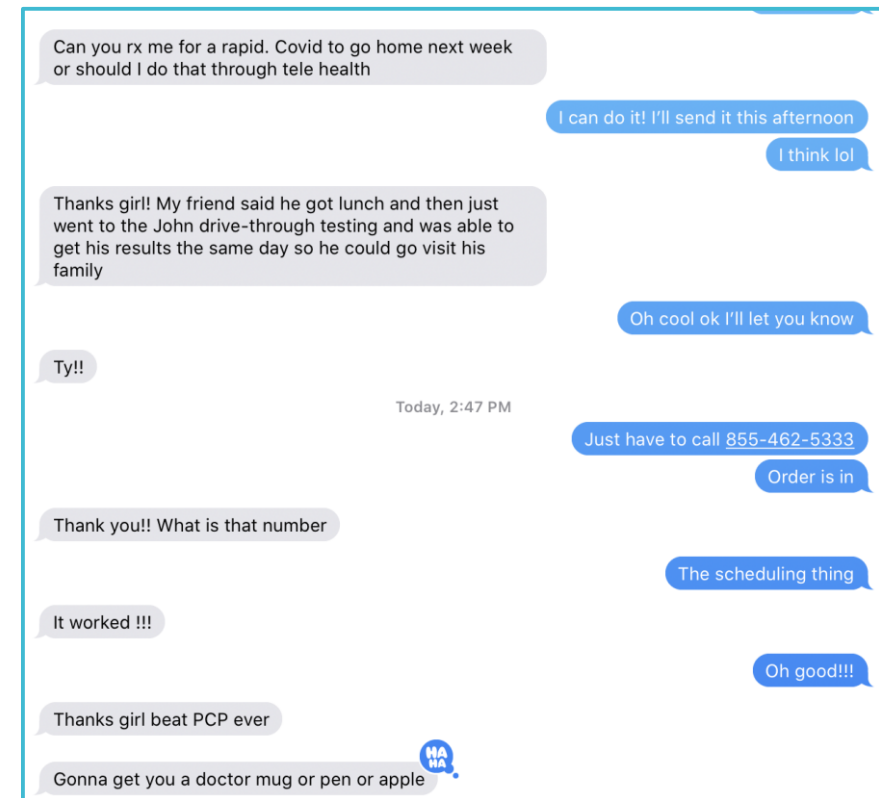 Can you rx me for a rapid. Covid to go home next week
or should I do that through tele health
I can do it! I'll send it this afternoon
I think lol
Thanks girl! My friend said he got lunch and then just
went to the John drive-through testing and was able to
get his results the same day so he could go visit his
family
Oh cool ok I'll let you know
Ty!!
Today, 2:47 PM
Just have to call 855-462-5333
Order is in
Thank you!! What is that number
The scheduling thing
It worked !!!
Oh good!!!
Thanks girl beat PCP ever
HA
HA
Gonna get you a doctor mug or pen or apple